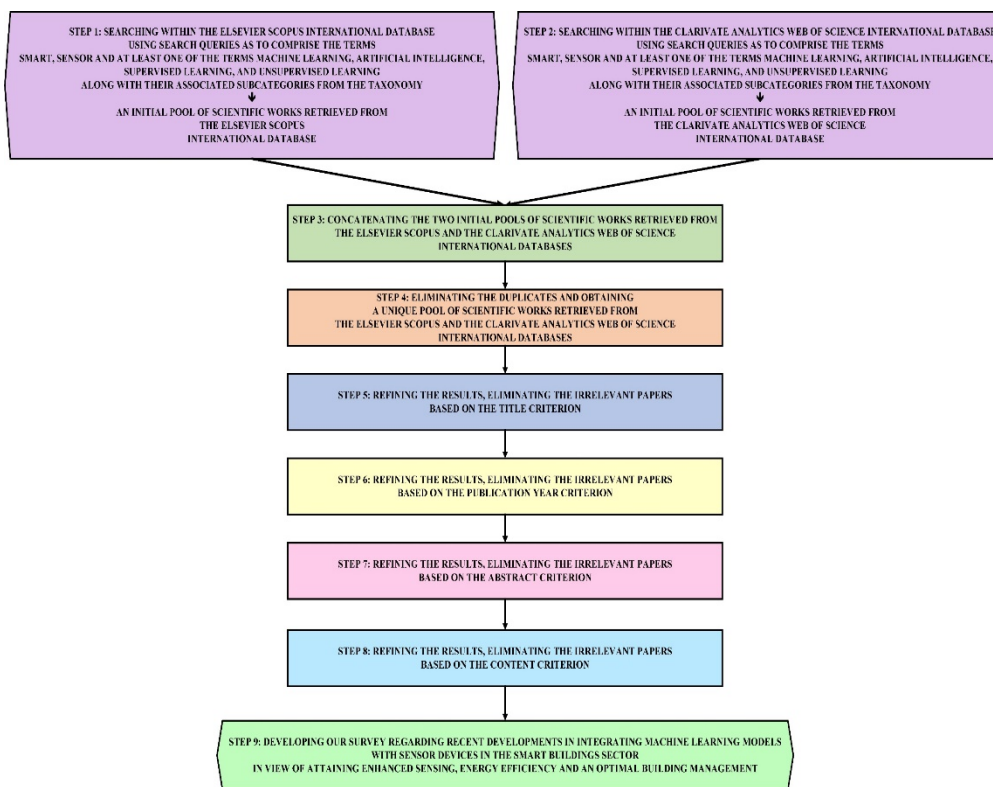 STEP 1: SEARCHING WITHIN THE ELSEVIER SCOPUS INTERNATIONAL DATABASE
USING SEARCH QUERIES AS TO COMPRISE THE TERMS
SMART, SENSOR AND AT LEAST ONE OF THE TERMS MACHINE LEARNING, ARTIFICIAL INTELLIGENCE,
SUPERVISED LEARNING, AND UNSUPERVISED LEARNING
ALONG WITH THEIR ASSOCIATED SUBCATEGORIES FROM THE TAXONOMY
↓
AN INITIAL POOL OF SCIENTIFIC WORKS RETRIEVED FROM
THE ELSEVIER SCOPUS
INTERNATIONAL DATABASE
STEP 2: SEARCHING WITHIN THE CLARIVATE ANALYTICS WEB OF SCIENCE INTERNATIONAL DATABASE
USING SEARCH QUERIES AS TO COMPRISE THE TERMS
SMART, SENSOR AND AT LEAST ONE OF THE TERMS MACHINE LEARNING, ARTIFICIAL INTELLIGENCE,
SUPERVISED LEARNING, AND UNSUPERVISED LEARNING
ALONG WITH THEIR ASSOCIATED SUBCATEGORIES FROM THE TAXONOMY
↓
AN INITIAL POOL OF SCIENTIFIC WORKS RETRIEVED FROM
THE CLARIVATE ANALYTICS WEB OF SCIENCE
INTERNATIONAL DATABASE
STEP 3: CONCATENATING THE TWO INITIAL POOLS OF SCIENTIFIC WORKS RETRIEVED FROM
THE ELSEVIER SCOPUS AND THE CLARIVATE ANALYTICS WEB OF SCIENCE
INTERNATIONAL DATABASES
STEP 4: ELIMINATING THE DUPLICATES AND OBTAINING
A UNIQUE POOL OF SCIENTIFIC WORKS RETRIEVED FROM
THE ELSEVIER SCOPUS AND THE CLARIVATE ANALYTICS WEB OF SCIENCE
INTERNATIONAL DATABASES
STEP 5: REFINING THE RESULTS, ELIMINATING THE IRRELEVANT PAPERS
BASED ON THE TITLE CRITERION
STEP 6: REFINING THE RESULTS, ELIMINATING THE IRRELEVANT PAPERS
BASED ON THE PUBLICATION YEAR CRITERION
STEP 7: REFINING THE RESULTS, ELIMINATING THE IRRELEVANT PAPERS
BASED ON THE ABSTRACT CRITERION
STEP 8: REFINING THE RESULTS, ELIMINATING THE IRRELEVANT PAPERS
BASED ON THE CONTENT CRITERION
STEP 9: DEVELOPING OUR SURVEY REGARDING RECENT DEVELOPMENTS IN INTEGRATING MACHINE LEARNING MODELS
WITH SENSOR DEVICES IN THE SMART BUILDINGS SECTOR
IN VIEW OF ATTAINING ENHANCED SENSING, ENERGY EFFICIENCY AND AN OPTIMAL BUILDING MANAGEMENT